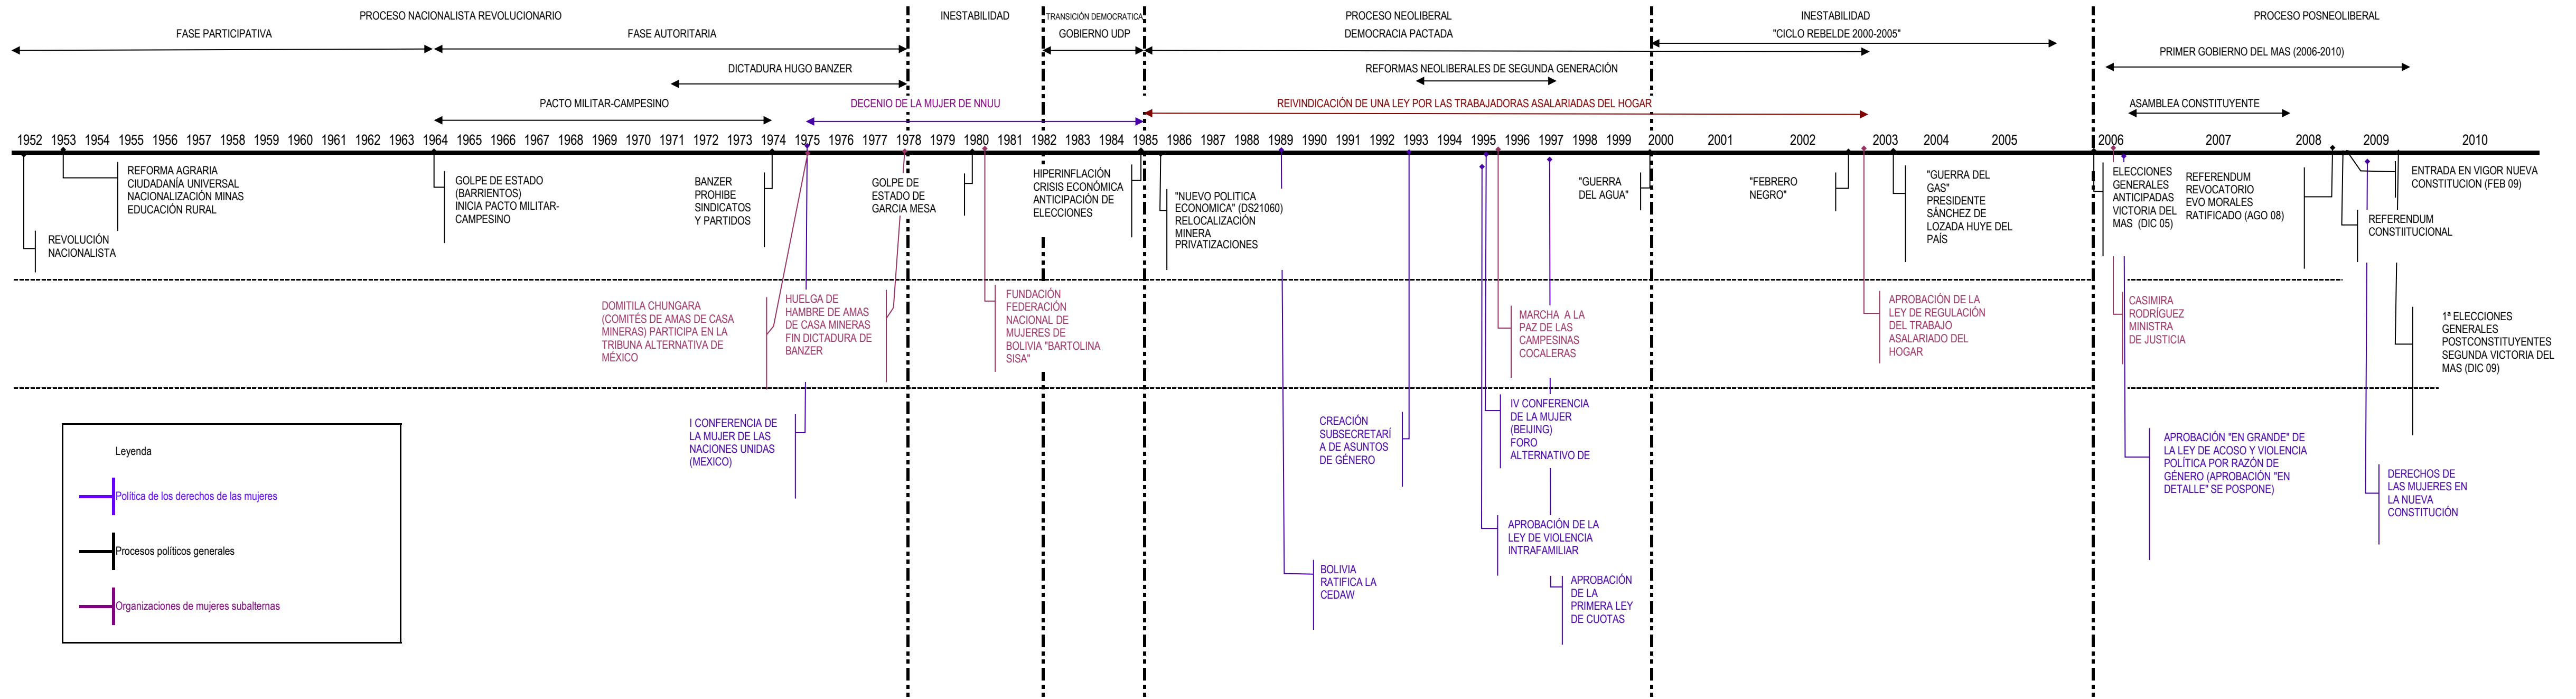 PROCESO NACIONALISTA REVOLUCIONARIO
INESTABILIDAD
TRANSICIÓN DEMOCRATICA
PROCESO NEOLIBERAL
INESTABILIDAD
PROCESO POSNEOLIBERAL
FASE PARTICIPATIVA
FASE AUTORITARIA
GOBIERNO UDP
DEMOCRACIA PACTADA
"CICLO REBELDE 2000-2005"
PRIMER GOBIERNO DEL MAS (2006-2010)
DICTADURA HUGO BANZER
REFORMAS NEOLIBERALES DE SEGUNDA GENERACIÓN
PACTO MILITAR-CAMPESINO
DECENIO DE LA MUJER DE NNUU
REIVINDICACIÓN DE UNA LEY POR LAS TRABAJADORAS ASALARIADAS DEL HOGAR
ASAMBLEA CONSTITUYENTE
1952 1953 1954 1955 1956 1957 1958 1959 1960 1961 1962 1963 1964 1965 1966 1967 1968 1969 1970 1971 1972 1973 1974 1975 1976 1977 1978 1979 1980 1981 1982 1983 1984 1985 1986 1987 1988 1989 1990 1991 1992 1993 1994 1995 1996 1997 1998 1999 2000 2001 2002 2003 2004 2005 2006 2007 2008 2009 2010
REVOLUCIÓN
NACIONALISTA
REFORMA AGRARIA
CIUDADANÍA UNIVERSAL
NACIONALIZACIÓN MINAS
EDUCACIÓN RURAL
GOLPE DE ESTADO
(BARRIENTOS)
INICIA PACTO MILITAR-
CAMPESINO
BANZER
PROHIBE
SINDICATOS
Y PARTIDOS
GOLPE DE
ESTADO DE
GARCIA MESA
HIPERINFLACIÓN
CRISIS ECONÓMICA
ANTICIPACIÓN DE
ELECCIONES
"NUEVO POLITICA
ECONOMICA" (DS21060)
RELOCALIZACIÓN
MINERA
PRIVATIZACIONES
"GUERRA
DEL AGUA"
"FEBRERO
NEGRO"
"GUERRA DEL
GAS"
PRESIDENTE
SÁNCHEZ DE
LOZADA HUYE DEL
PAÍS
ELECCIONES
GENERALES
ANTICIPADAS
VICTORIA DEL
MAS (DIC 05)
REFERENDUM
REVOCATORIO
EVO MORALES
RATIFICADO (AGO 08)
REFERENDUM
CONSTIITUCIONAL
ENTRADA EN VIGOR NUEVA
CONSTITUCION (FEB 09)
DOMITILA CHUNGARA
(COMITÉS DE AMAS DE CASA
MINERAS) PARTICIPA EN LA
TRIBUNA ALTERNATIVA DE
MÉXICO
HUELGA DE
HAMBRE DE AMAS
DE CASA MINERAS
FIN DICTADURA DE
BANZER
FUNDACIÓN
FEDERACIÓN
NACIONAL DE
MUJERES DE
BOLIVIA "BARTOLINA
SISA"
MARCHA A LA
PAZ DE LAS
CAMPESINAS
COCALERAS
APROBACIÓN DE LA
LEY DE REGULACIÓN
DEL TRABAJO
ASALARIADO DEL
HOGAR
CASIMIRA
RODRÍGUEZ
MINISTRA
DE JUSTICIA
1ª ELECCIONES
GENERALES
POSTCONSTITUYENTES
SEGUNDA VICTORIA DEL
MAS (DIC 09)
I CONFERENCIA DE
LA MUJER DE LAS
NACIONES UNIDAS
(MEXICO)
BOLIVIA
RATIFICA LA
CEDAW
CREACIÓN
SUBSECRETARÍ
A DE ASUNTOS
DE GÉNERO
IV CONFERENCIA
DE LA MUJER
(BEIJING)
FORO
ALTERNATIVO DE
APROBACIÓN DE LA
LEY DE VIOLENCIA
INTRAFAMILIAR
APROBACIÓN
DE LA
PRIMERA LEY
DE CUOTAS
APROBACIÓN "EN GRANDE" DE
LA LEY DE ACOSO Y VIOLENCIA
POLÍTICA POR RAZÓN DE
GÉNERO (APROBACIÓN "EN
DETALLE" SE POSPONE)
DERECHOS DE
LAS MUJERES EN
LA NUEVA
CONSTITUCIÓN
Leyenda
Política de los derechos de las mujeres
Procesos políticos generales
Organizaciones de mujeres subalternas